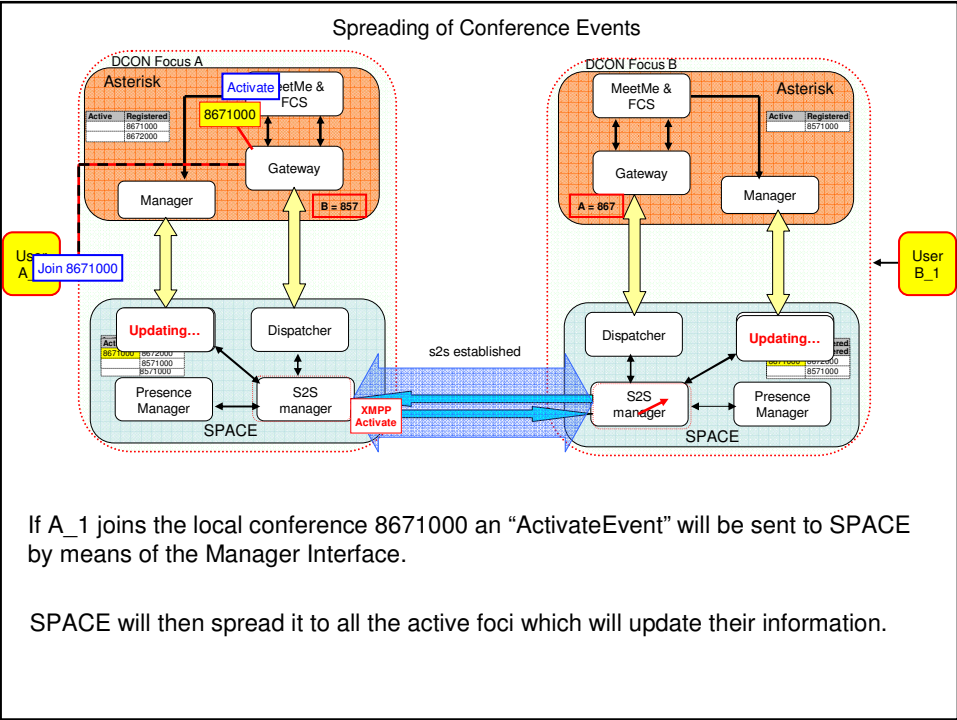 Spreading of Conference Events
DCON Focus A
Asterisk
Activate
eetMe &
FCS
8671000
Active Registered
8671000
8672000
Gateway
Manager
B = 857
User
A_
Join 8671000
Updating…
Dispatcher
8671000 8672000
8571000
8571000
Presence
Manager
S2S
manager
SPACE
XMPP
Activate
s2s established
DCON Focus B
MeetMe &
FCS
Asterisk
Active Registered
8571000
Gateway
Manager
A = 867
User
B_1
Dispatcher
Updating…
8671000 8672000
8571000
S2S
manager
Presence
Manager
SPACE
If A_1 joins the local conference 8671000 an “ActivateEvent” will be sent to SPACE
by means of the Manager Interface.
SPACE will then spread it to all the active foci which will update their information.